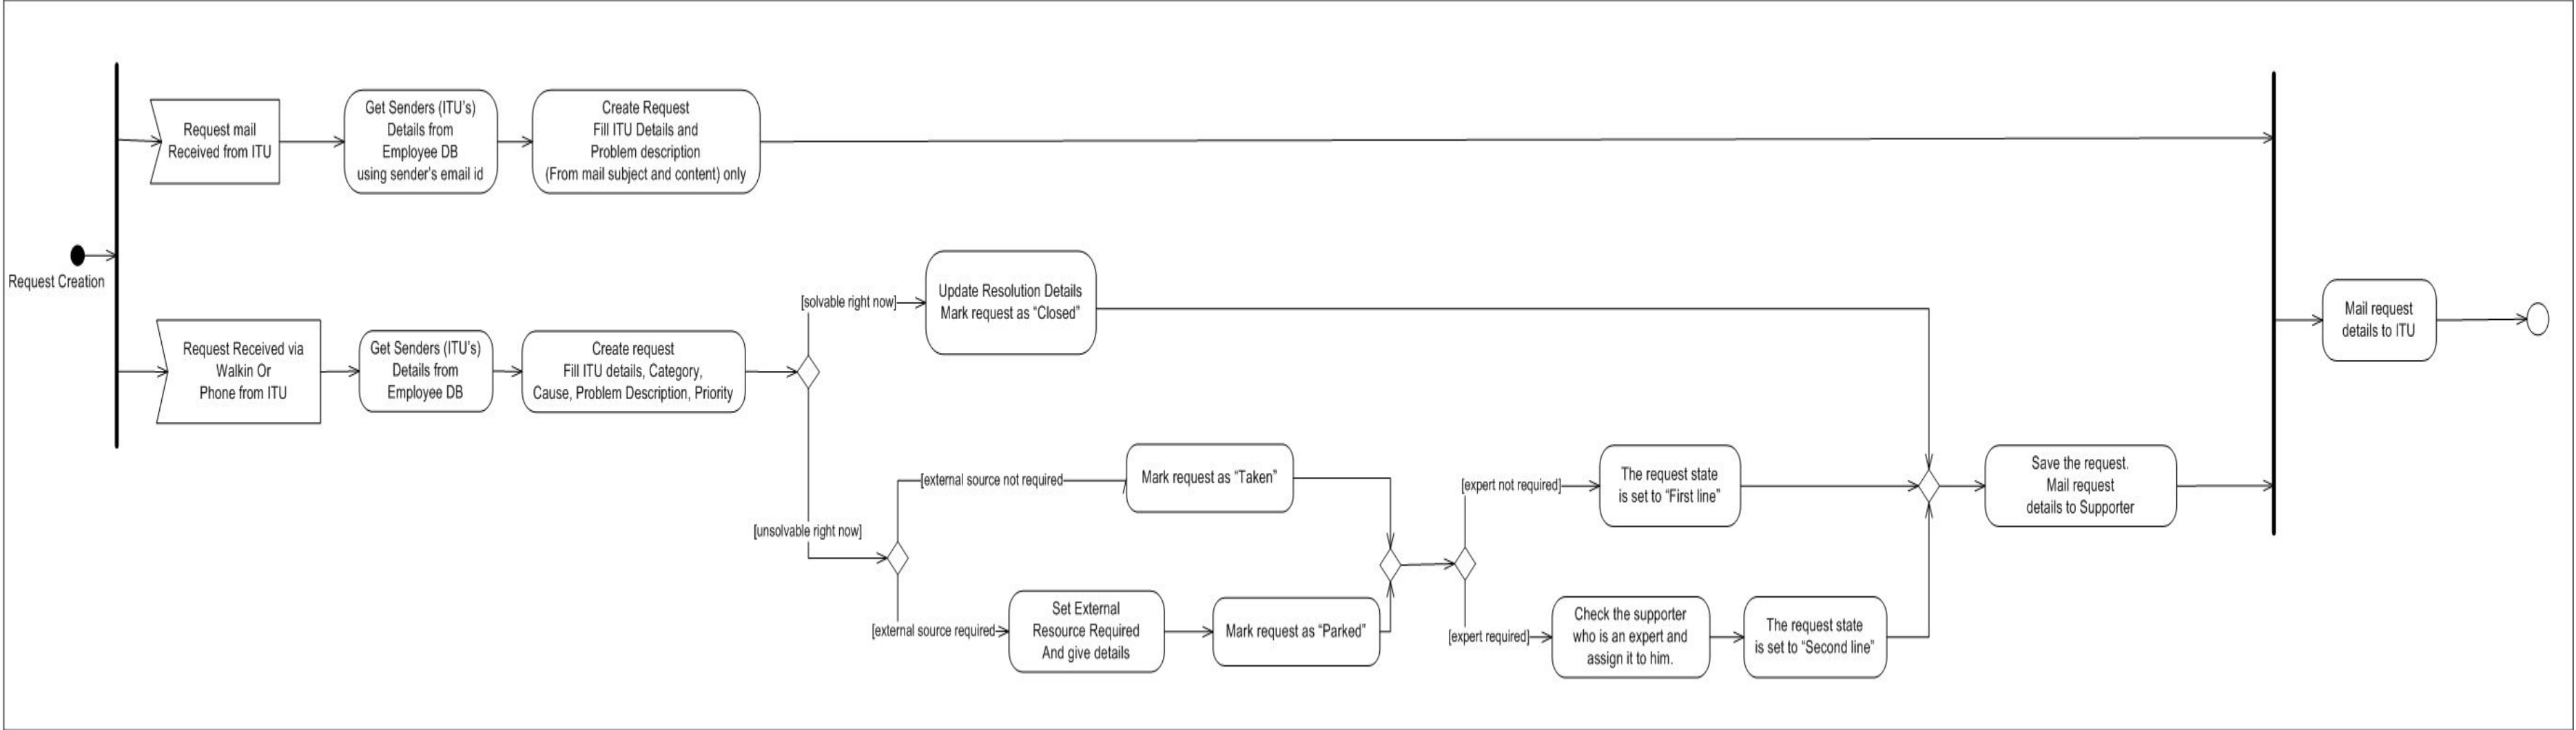 Request Creation
Request mail
Received from ITU
Get Senders (ITU's)
Details from
Employee DB
using sender's email id
Create Request
Fill ITU Details and
Problem description
(From mail subject and content) only
Request Received via
Walkin Or
Phone from ITU
Get Senders (ITU's)
Details from
Employee DB
Create request
Fill ITU details, Category,
Cause, Problem Description, Priority
[solvable right now]
Update Resolution Details
Mark request as “Closed”
[unsolvable right now]
[external source not required
Mark request as “Taken”
[external source required
Set External
Resource Required
And give details
Mark request as “Parked”
[expert not required]
The request state
is set to “First line”
[expert required]
Check the supporter
who is an expert and
assign it to him.
The request state
is set to “Second line”
Save the request.
Mail request
details to Supporter
Mail request
details to ITU